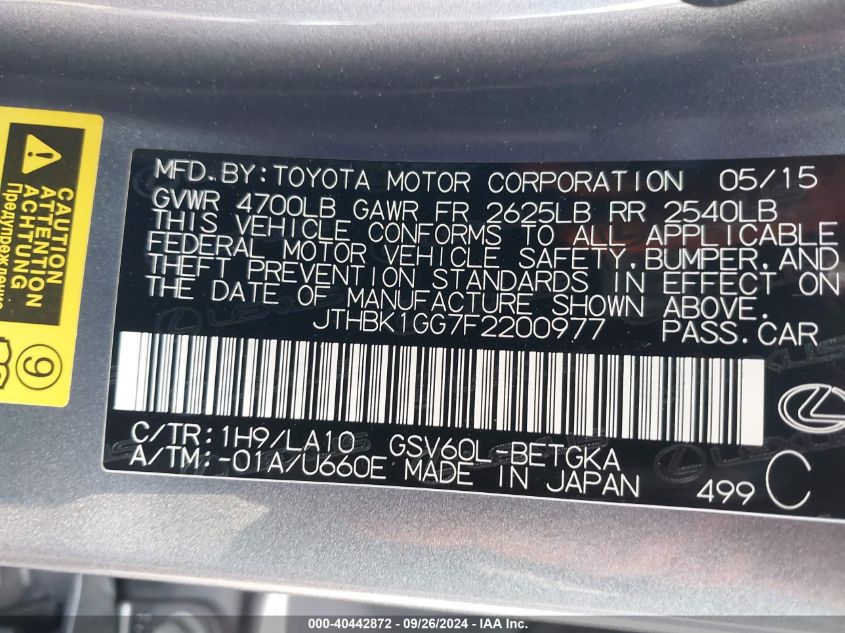 MFD.BY:TOYOTA MOTOR CORPORATION 05/15
GVWR 4700LB GAWR FR 2625LB RR 2540LB
THIS VEHICLE CONFORMS TO ALL APPLICABLE
FEDERAL MOTOR VEHICLE SAFETY,BUMPER,AND
THEFT PREVENTION STANDARDS IN EFFECT ON
THE DATE OF MANUFACTURE SHOWN ABOVE.
JTHBK1GG7F2200977 PASS.CAR
C/TR:1H9/LA10 GSV60L-BETGKA
A/TM:-01A/U660E MADE IN JAPAN 499 C
CAUTION
ATTENTION
ACHTUNG
9
000-40442872 - 09/26/2024 - IAA Inc.